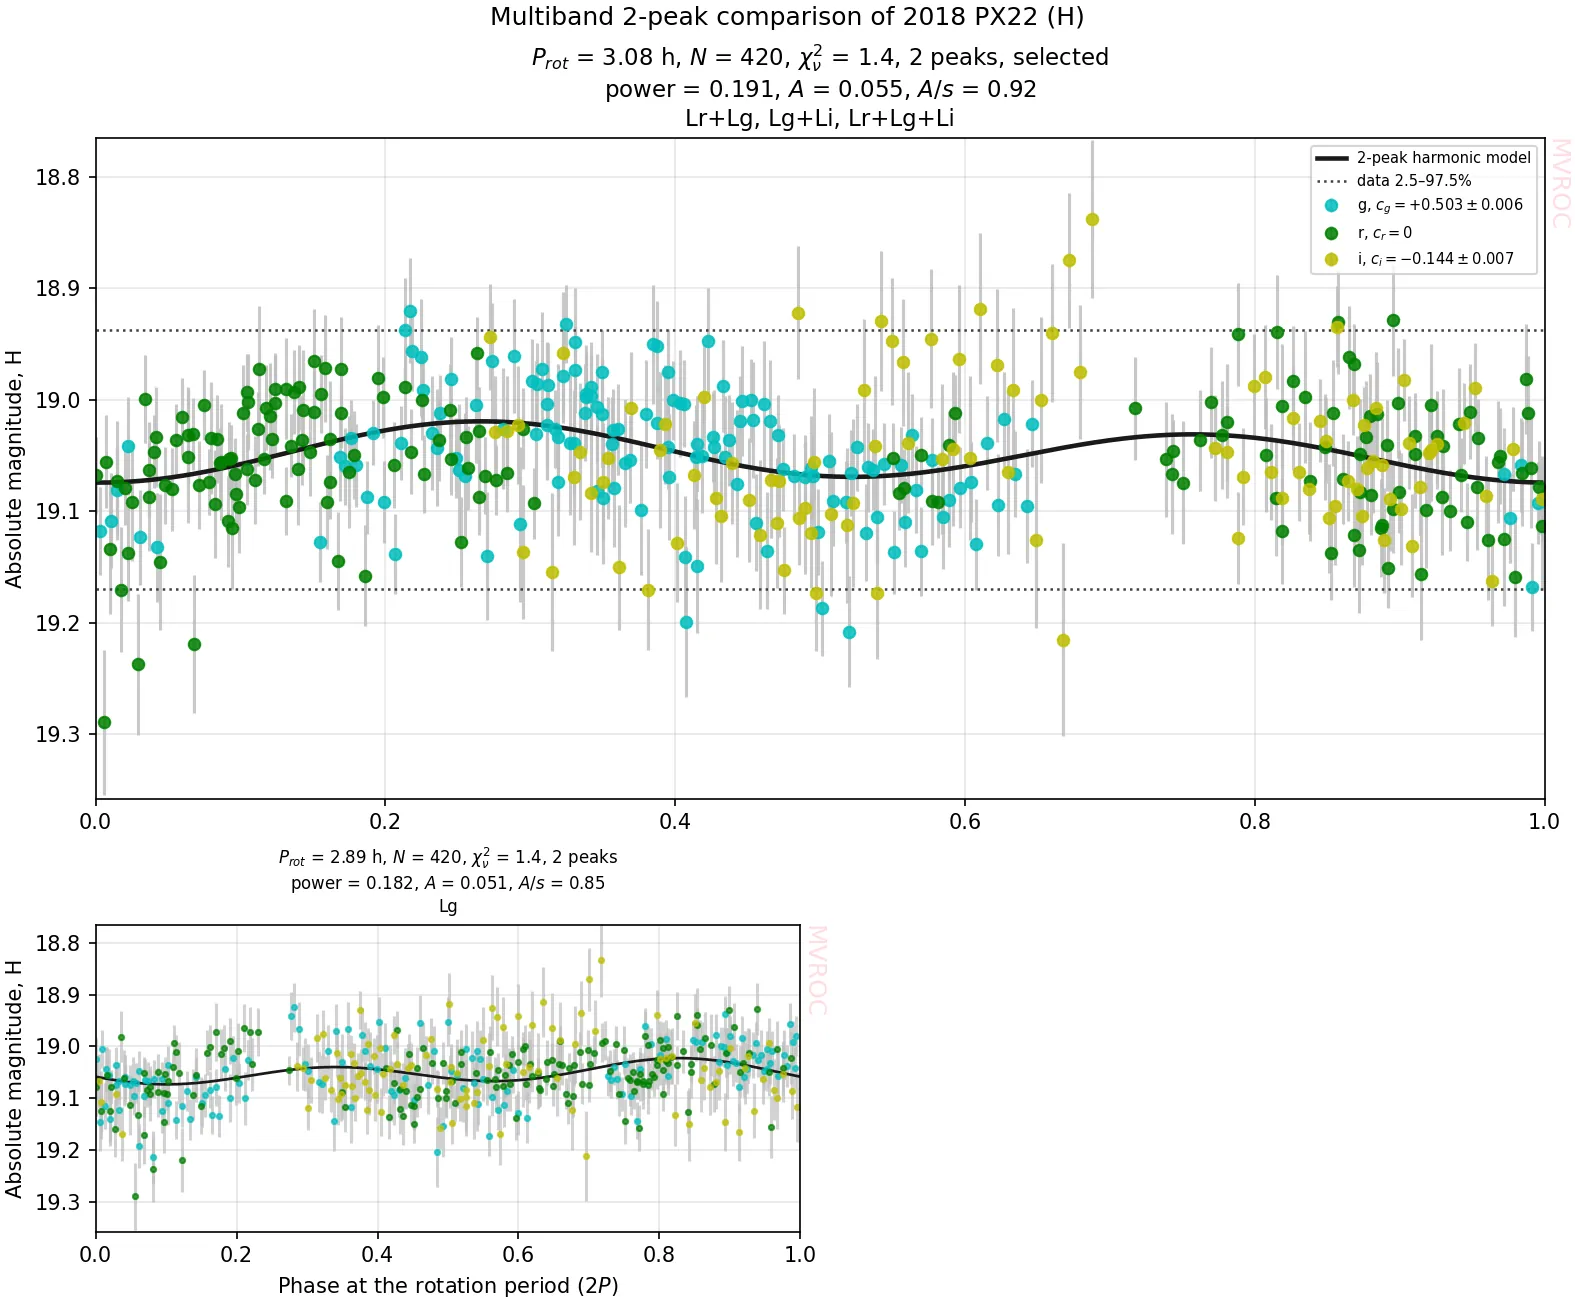 Multiband 2-peak comparison of 2018 PX22 (H)
P_rot = 3.08 h, N = 420, χ²_ν = 1.4, 2 peaks, selected
power = 0.191, A = 0.055, A/s = 0.92
Lr+Lg, Lg+Li, Lr+Lg+Li
2-peak harmonic model
data 2.5–97.5%
g, c_g = +0.503 ± 0.006
r, c_r = 0
i, c_i = −0.144 ± 0.007
MVROC
Absolute magnitude, H
18.8
18.9
19.0
19.1
19.2
19.3
0.0 0.2 0.4 0.6 0.8 1.0
P_rot = 2.89 h, N = 420, χ²_ν = 1.4, 2 peaks
power = 0.182, A = 0.051, A/s = 0.85
Lg
MVROC
Absolute magnitude, H
18.8
18.9
19.0
19.1
19.2
19.3
0.0 0.2 0.4 0.6 0.8 1.0
Phase at the rotation period (2P)